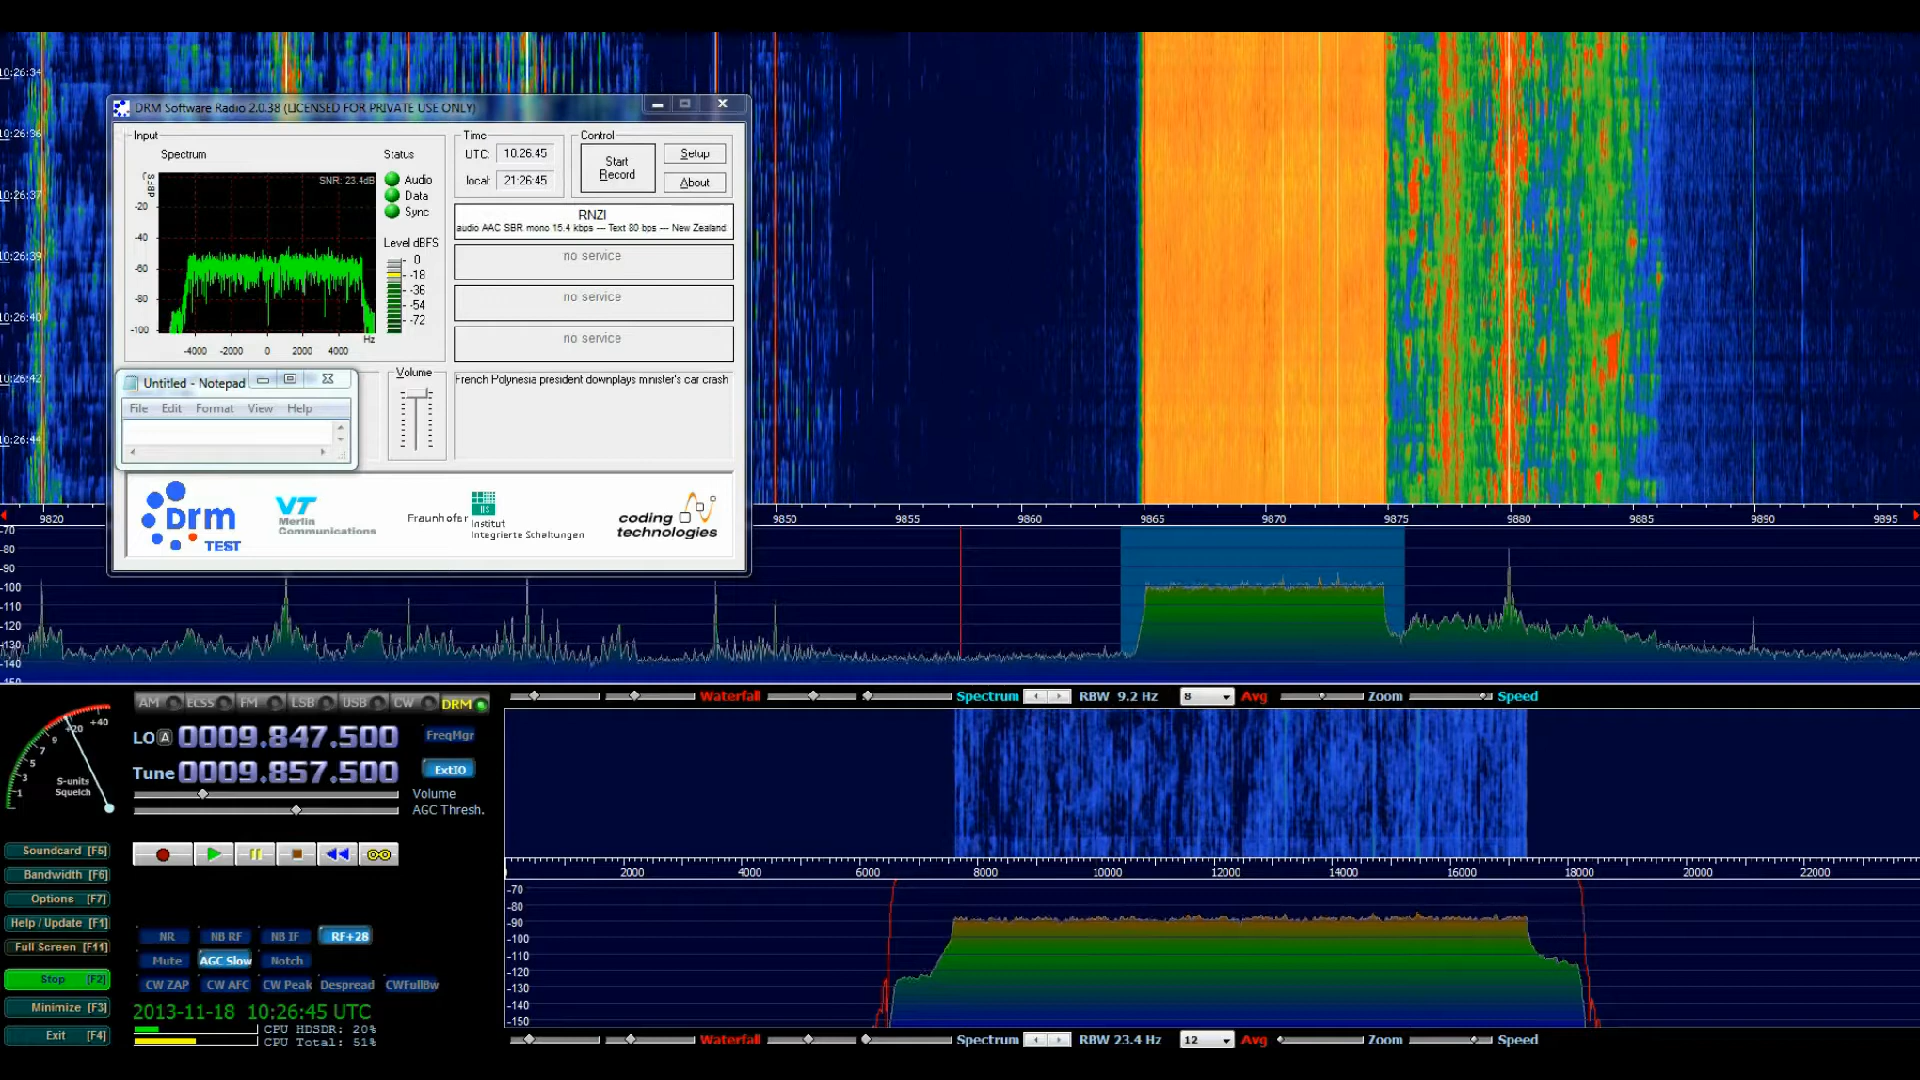 10:26:34
10:26:36
10:26:37
10:26:39
10:26:40
10:26:42
10:26:44
DRM Software Radio 2.0.38 (LICENSED FOR PRIVATE USE ONLY)
Input
Spectrum
Status
SNR: 23.4dB
-20
-40
-60
-80
-100
-4000 -2000 0 2000 4000
Hz
Audio
Data
Sync
Level dBFS
0
-18
-36
-54
-72
Time
UTC: 10:26:45
local: 21:26:45
Control
Start Record
Setup
About
RNZI
audio AAC SBR mono 15.4 kbps --- Text 80 bps --- New Zealand
no service
no service
no service
Volume
French Polynesia president downplays minister's car crash
Untitled - Notepad
File Edit Format View Help
Drm
TEST
VT
Merlin
Communications
Fraunhofer
Institut
Integrierte Schaltungen
coding
technologies
9820 9850 9855 9860 9865 9870 9875 9880 9885 9890 9895
-70
-80
-90
-100
-110
-120
-130
-140
-150
Waterfall Spectrum RBW 9.2 Hz 8 Avg Zoom Speed
AM ECSS FM LSB USB CW DRM
+40
+20
9
7
5
3
1
S-units
Squelch
LO A 0009.847.500
FreqMgr
Tune 0009.857.500
ExtIO
Volume
AGC Thresh.
Soundcard [F5]
Bandwidth [F6]
Options [F7]
Help / Update [F1]
Full Screen [F11]
Stop [F2]
Minimize [F3]
Exit [F4]
NR NB RF NB IF RF+28
Mute AGC Slow Notch
CW ZAP CW AFC CW Peak Despread CWFullBw
2013-11-18 10:26:45 UTC
CPU HDSDR: 20%
CPU Total: 51%
2000 4000 6000 8000 10000 12000 14000 16000 18000 20000 22000
-70
-80
-90
-100
-110
-120
-130
-140
-150
Waterfall Spectrum RBW 23.4 Hz 12 Avg Zoom Speed